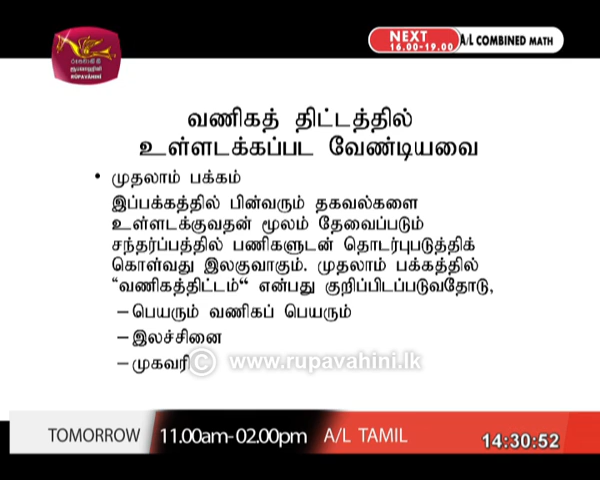 NEXT
16.00-19.00
A/L COMBINED MATH
RUPAVAHINI
வணிகத் திட்டத்தில்
உள்ளடக்கப்பட வேண்டியவை
• முதலாம் பக்கம்
இப்பக்கத்தில் பின்வரும் தகவல்களை
உள்ளடக்குவதன் மூலம் தேவைப்படும்
சந்தர்ப்பத்தில் பணிகளுடன் தொடர்புபடுத்திக்
கொள்வது இலகுவாகும். முதலாம் பக்கத்தில்
“வணிகத்திட்டம்“ என்பது குறிப்பிடப்படுவதோடு,
– பெயரும் வணிகப் பெயரும்
– இலச்சினை
– முகவரி
© www.rupavahini.lk
TOMORROW 11.00am-02.00pm A/L TAMIL 14:30:52